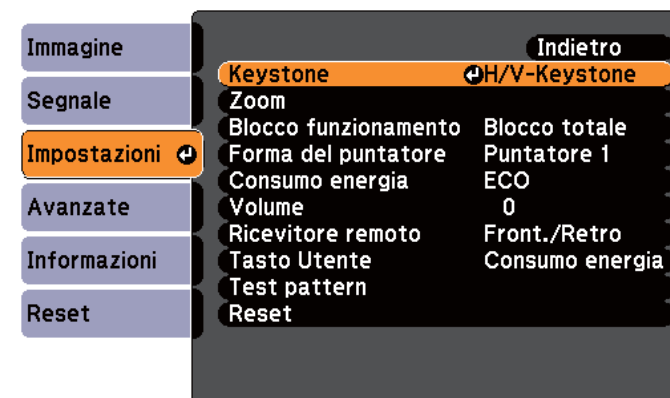 Immagine
Segnale
Impostazioni
Avanzate
Informazioni
Reset
Indietro
Keystone H/V-Keystone
Zoom
Blocco funzionamento Blocco totale
Forma del puntatore Puntatore 1
Consumo energia ECO
Volume 0
Ricevitore remoto Front./Retro
Tasto Utente Consumo energia
Test pattern
Reset